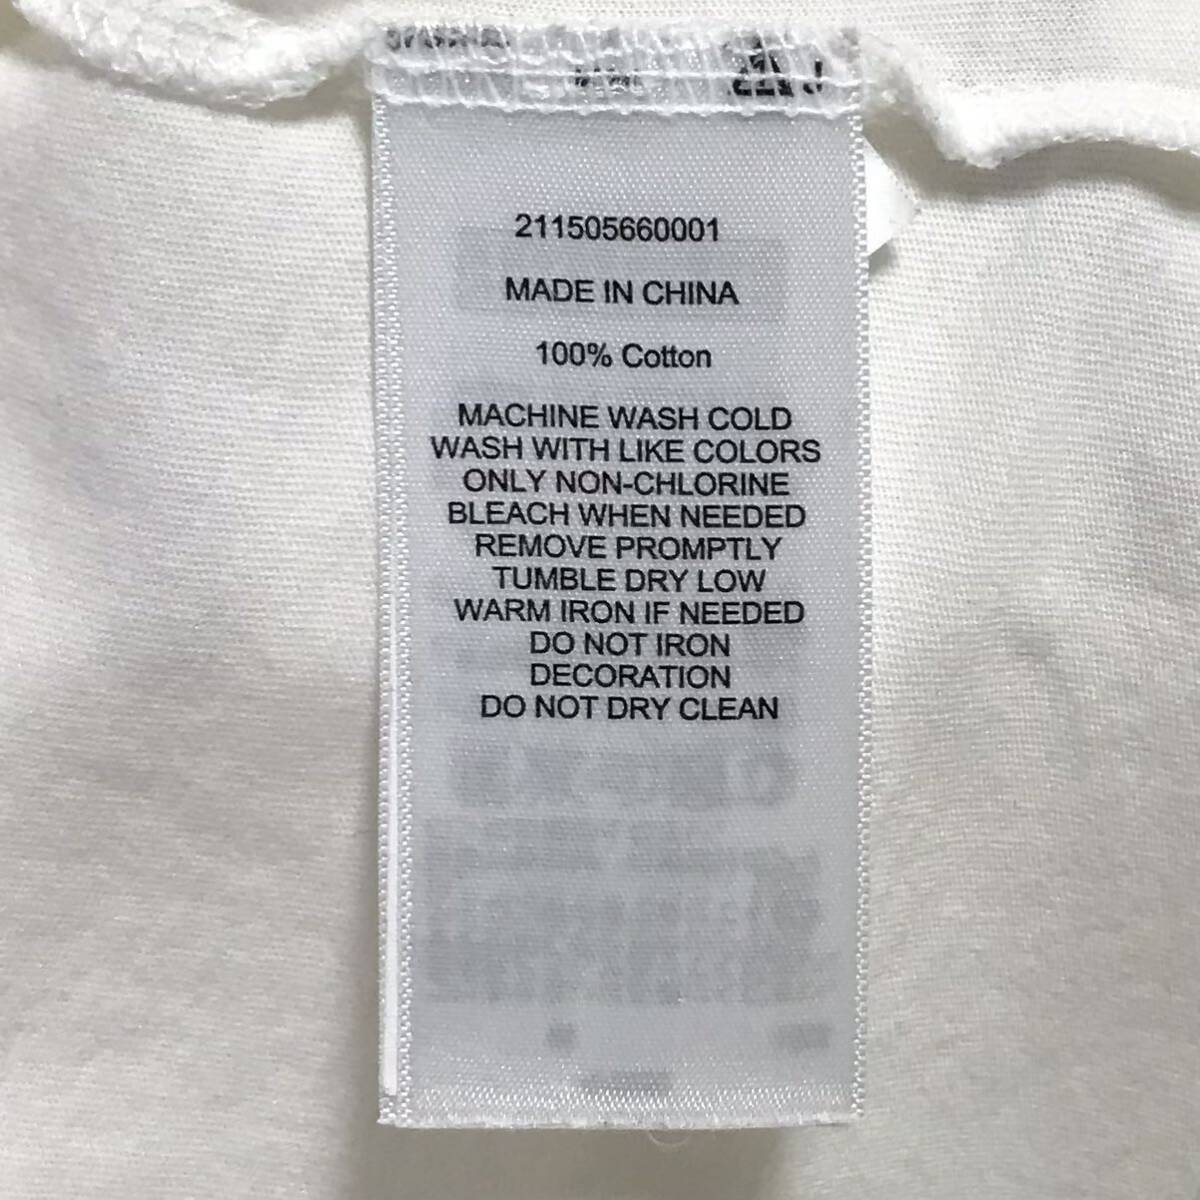 211505660001
MADE IN CHINA
100% Cotton
MACHINE WASH COLD
WASH WITH LIKE COLORS
ONLY NON-CHLORINE
BLEACH WHEN NEEDED
REMOVE PROMPTLY
TUMBLE DRY LOW
WARM IRON IF NEEDED
DO NOT IRON
DECORATION
DO NOT DRY CLEAN